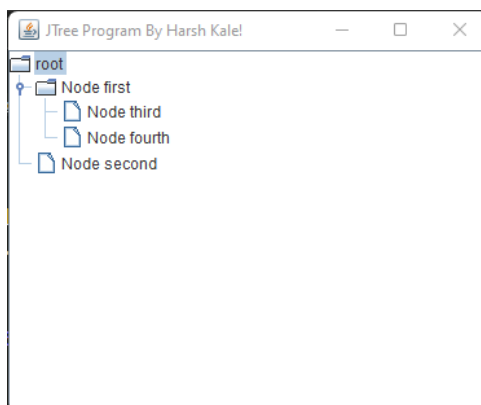 JTree Program By Harsh Kale!
root
Node first
Node third
Node fourth
Node second